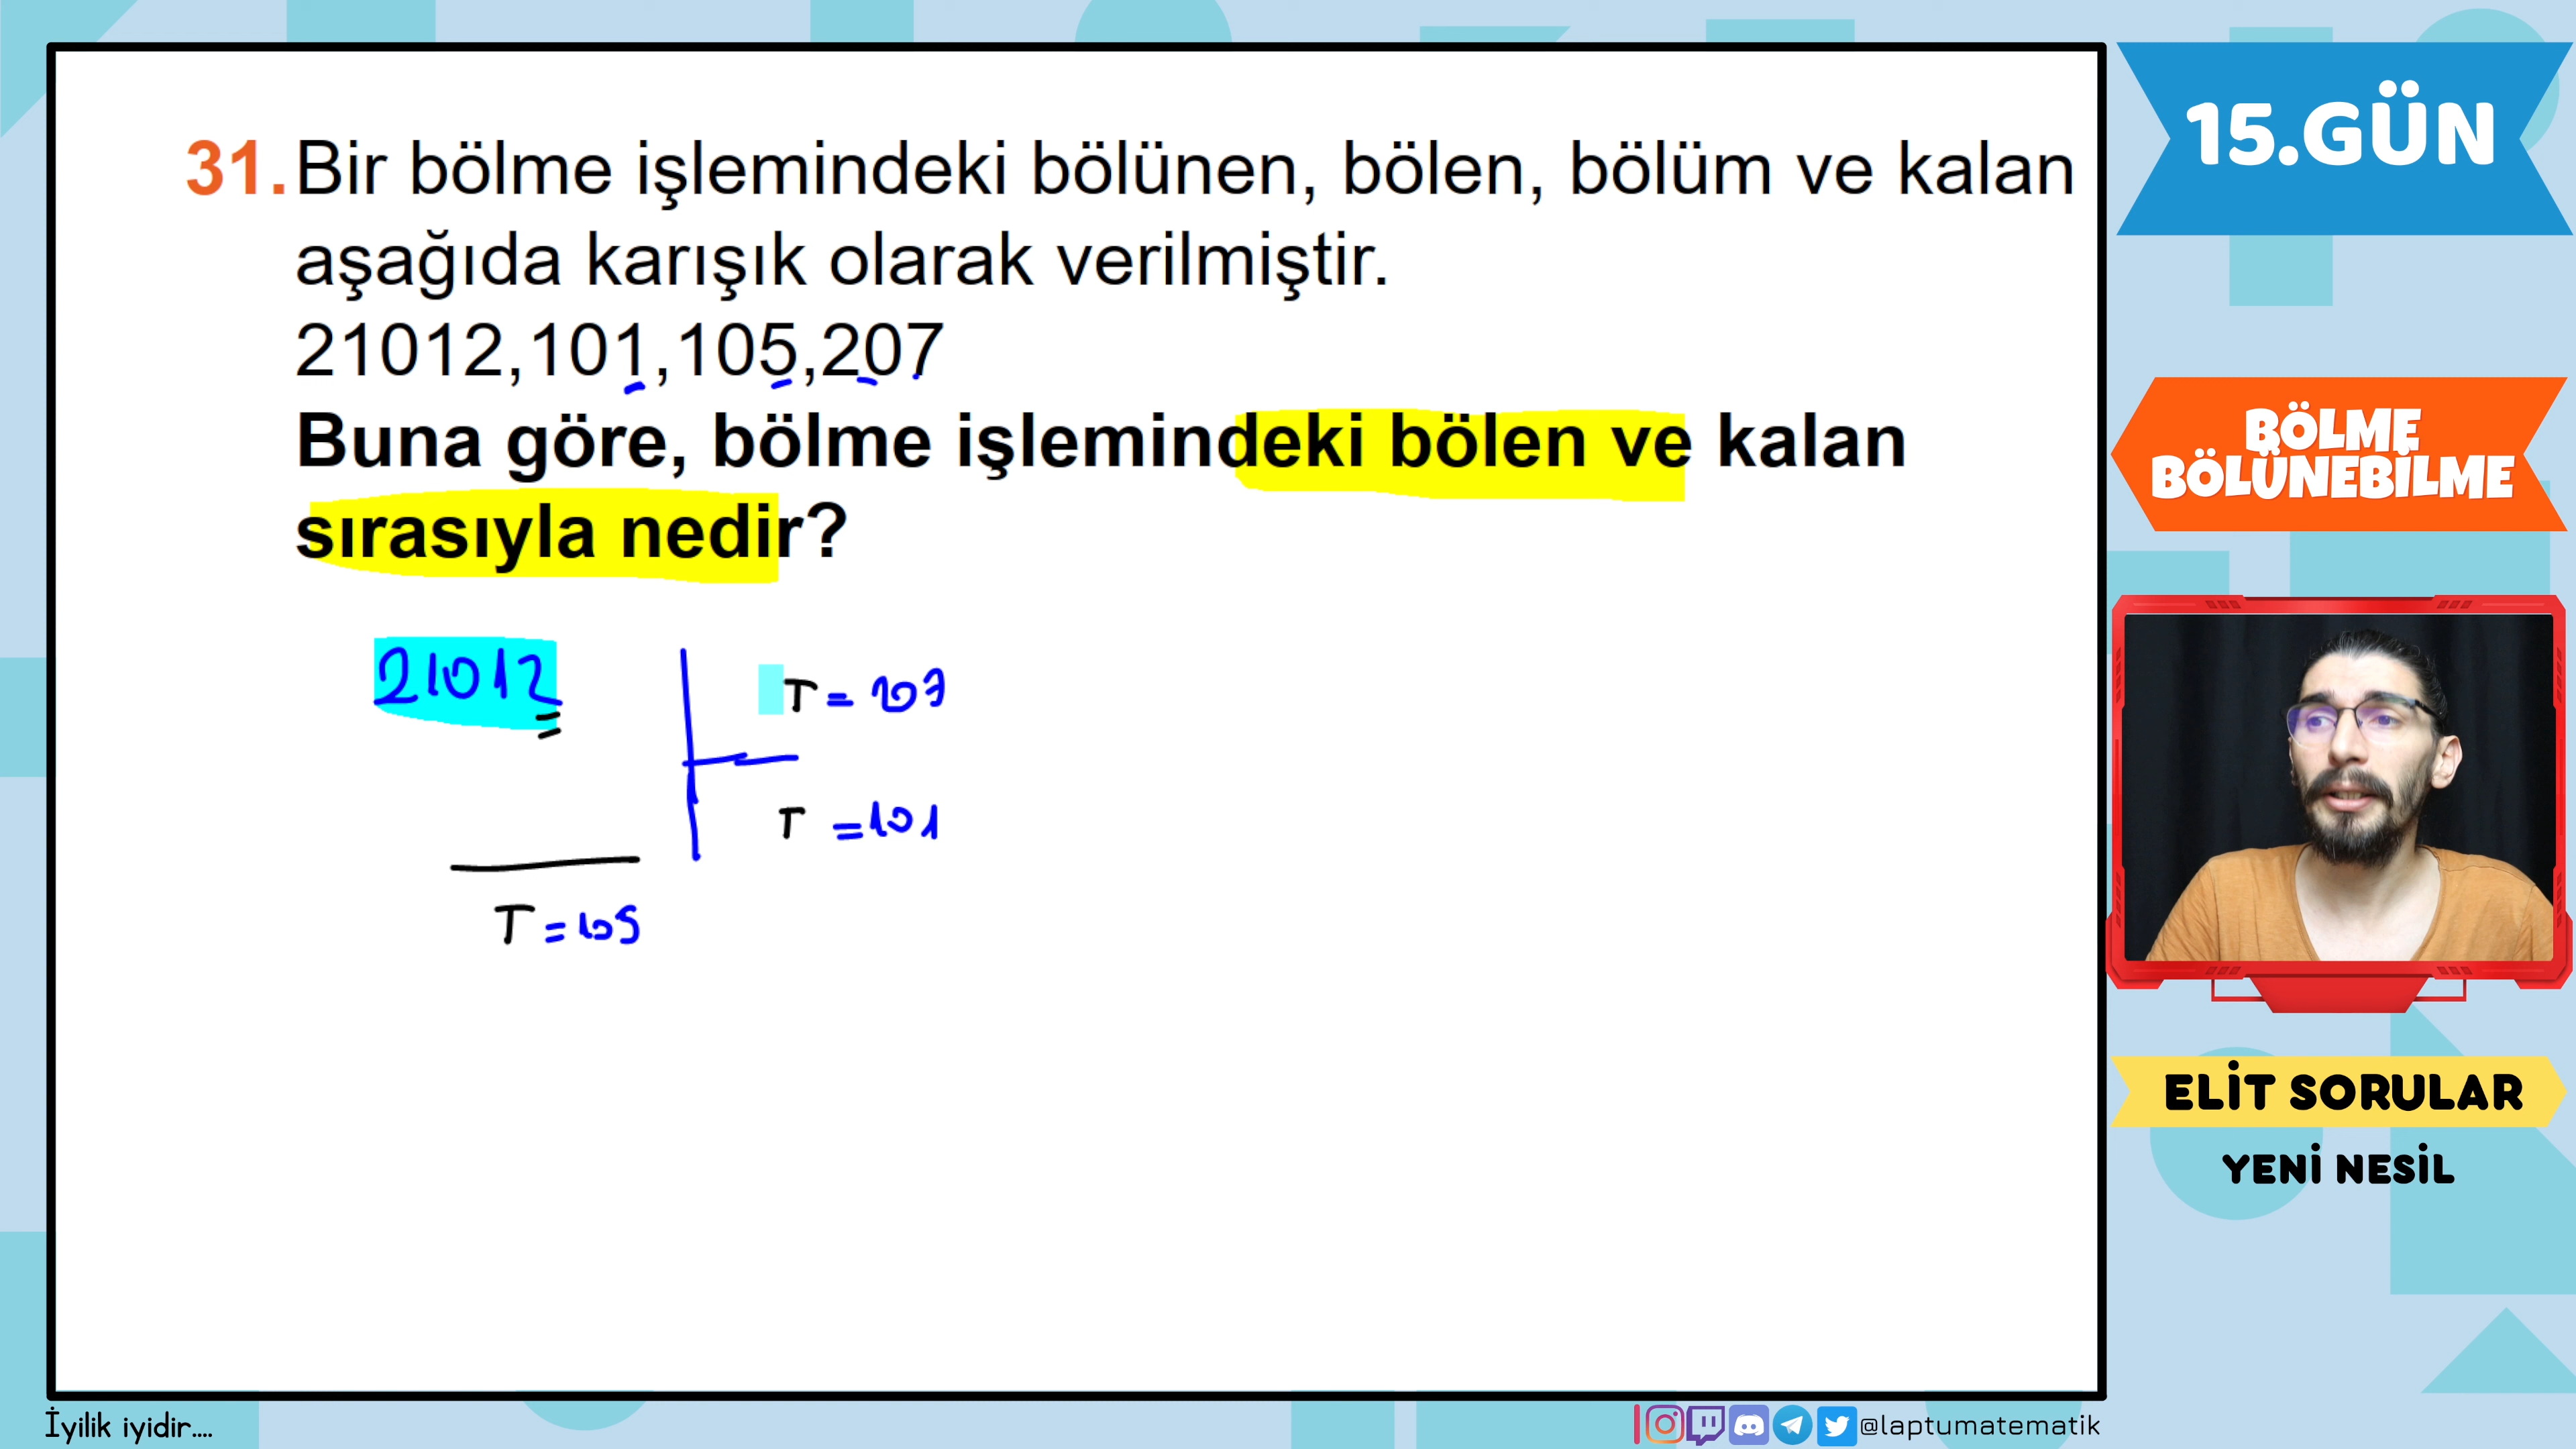 15.GÜN
31. Bir bölme işlemindeki bölünen, bölen, bölüm ve kalan
aşağıda karışık olarak verilmiştir.
21012,101,105,207
Buna göre, bölme işlemindeki bölen ve kalan
sırasıyla nedir?
BÖLME
BÖLÜNEBİLME
21012
T = 207
T = 101
T = 105
ELİT SORULAR
YENİ NESİL
İyilik iyidir....
@laptumatematik